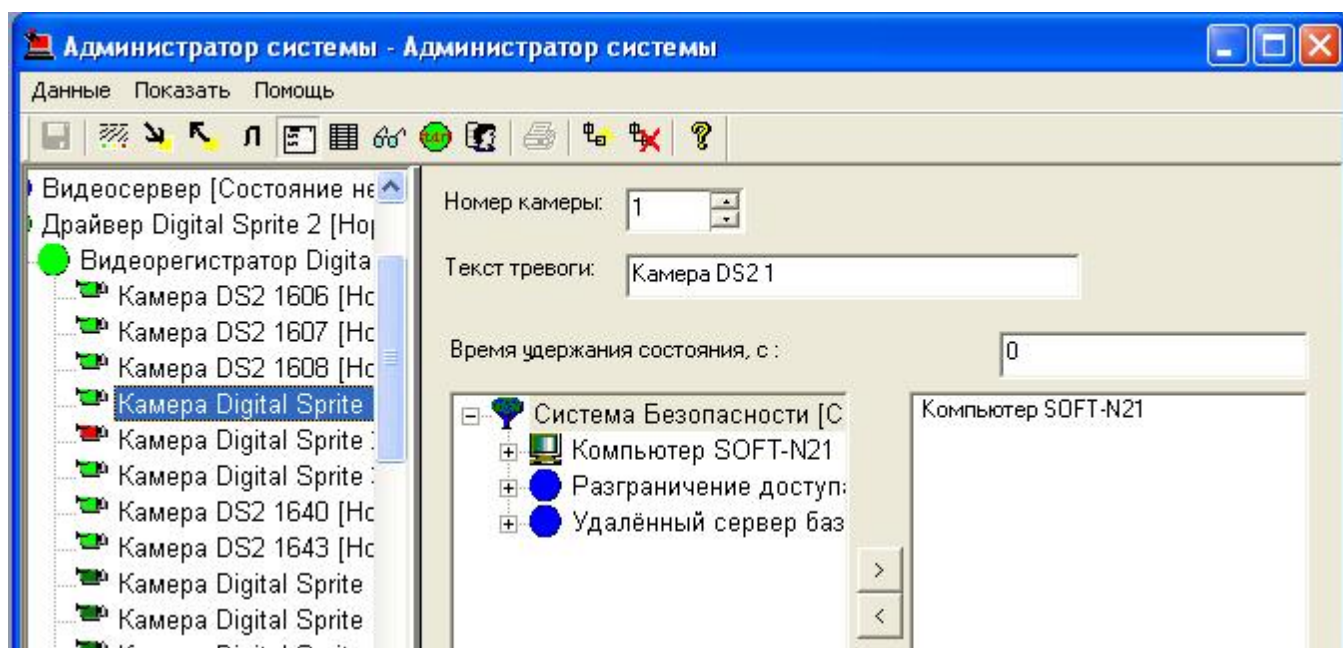 Администратор системы - Администратор системы
Данные Показать Помощь
Л
Видеосервер [Состояние не
Драйвер Digital Sprite 2 [Но
Видеорегистратор Digita
Камера DS2 1606 [Но
Камера DS2 1607 [Но
Камера DS2 1608 [Но
Камера Digital Sprite
Камера Digital Sprite
Камера Digital Sprite
Камера DS2 1640 [Но
Камера DS2 1643 [Но
Камера Digital Sprite
Камера Digital Sprite
Номер камеры: 1
Текст тревоги: Камера DS2 1
Время удержания состояния, с : 0
Система Безопасности [С
Компьютер SOFT-N21
Разграничение доступа
Удалённый сервер баз
>
<
Компьютер SOFT-N21